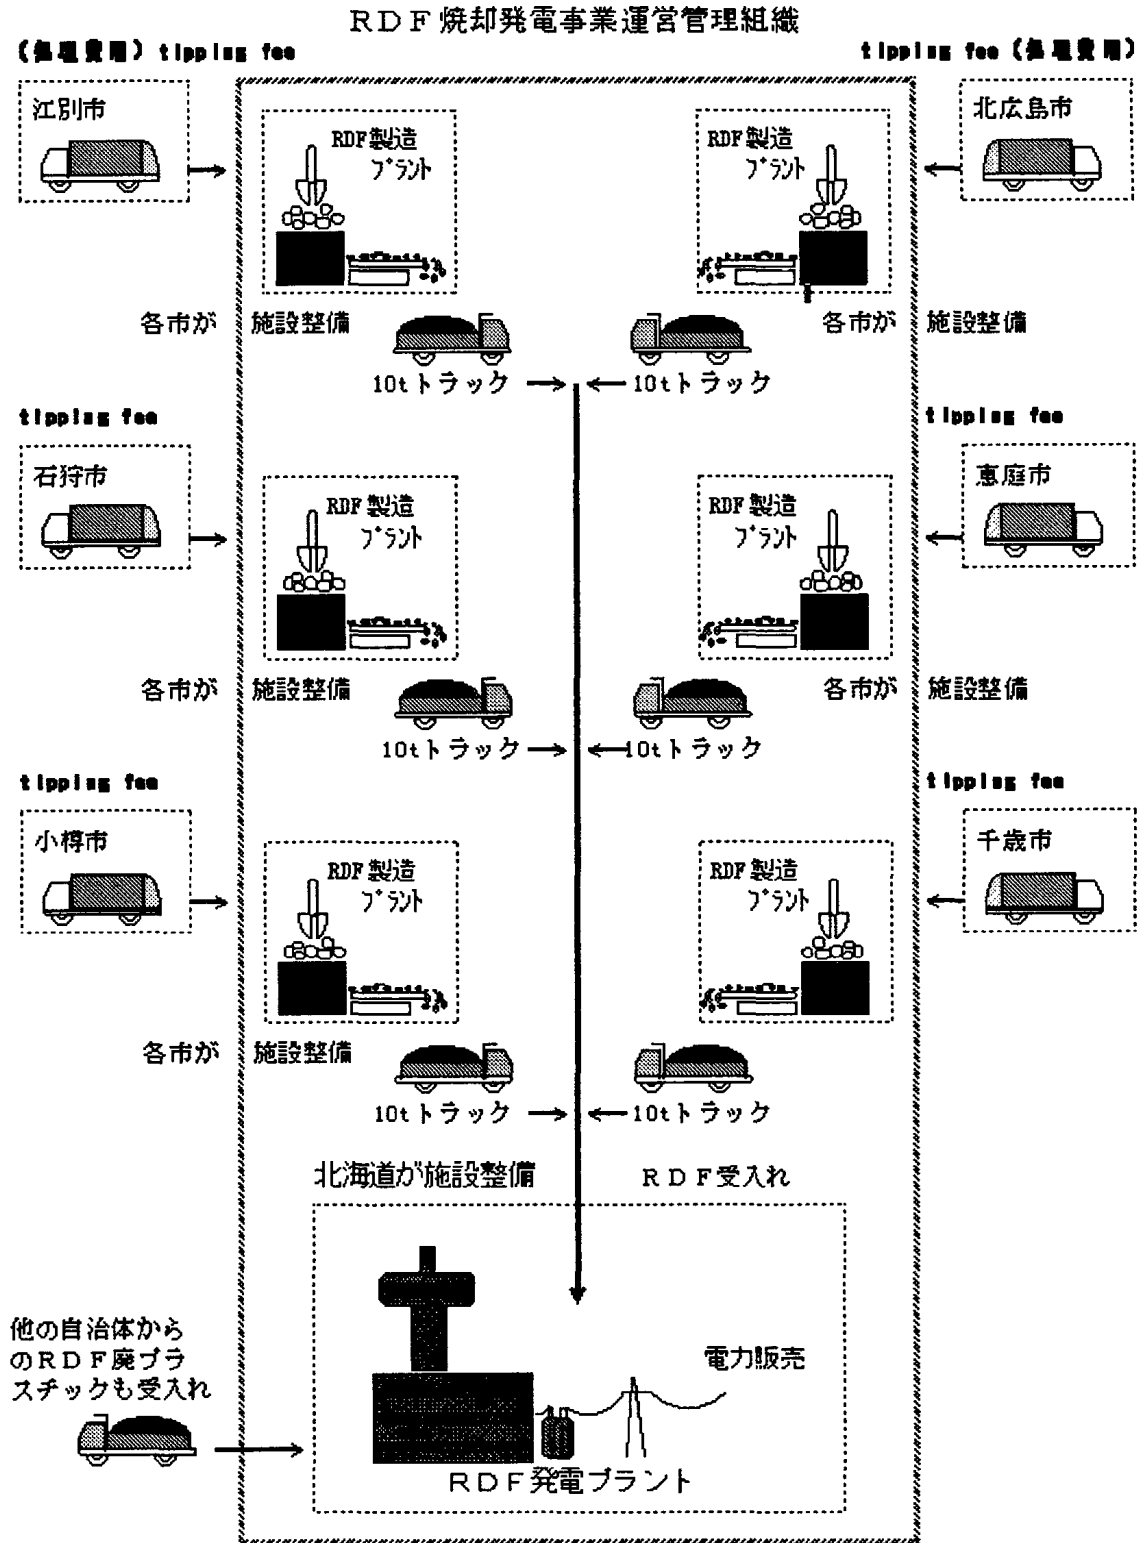 RDF焼却発電事業運営管理組織
(処理費用) tipping fee
tipping fee (処理費用)
江別市
RDF製造
プラント
RDF製造
プラント
北広島市
各市が 施設整備
各市が 施設整備
10tトラック
10tトラック
tipping fee
tipping fee
石狩市
RDF製造
プラント
RDF製造
プラント
恵庭市
各市が 施設整備
各市が 施設整備
10tトラック
10tトラック
tipping fee
tipping fee
小樽市
RDF製造
プラント
RDF製造
プラント
千歳市
各市が 施設整備
10tトラック
10tトラック
北海道が施設整備
RDF受入れ
他の自治体から
のRDF廃プラ
スチックも受入れ
電力販売
RDF発電プラント